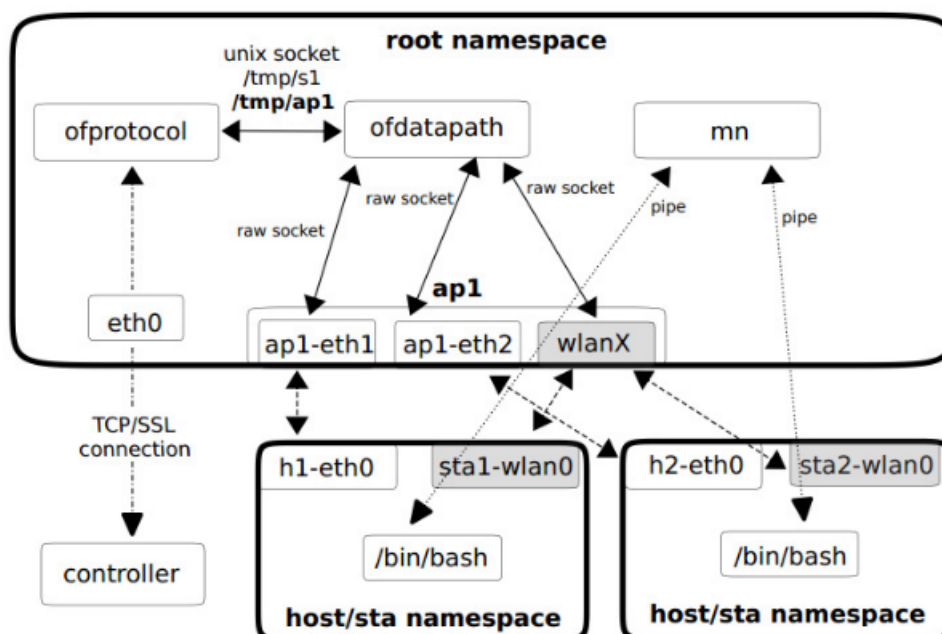 root namespace
unix socket
/tmp/s1
/tmp/ap1
ofprotocol
ofdatapath
mn
raw socket
raw socket
raw socket
pipe
pipe
ap1
eth0
ap1-eth1
ap1-eth2
wlanX
TCP/SSL
connection
h1-eth0
sta1-wlan0
h2-eth0
sta2-wlan0
/bin/bash
/bin/bash
controller
host/sta namespace
host/sta namespace